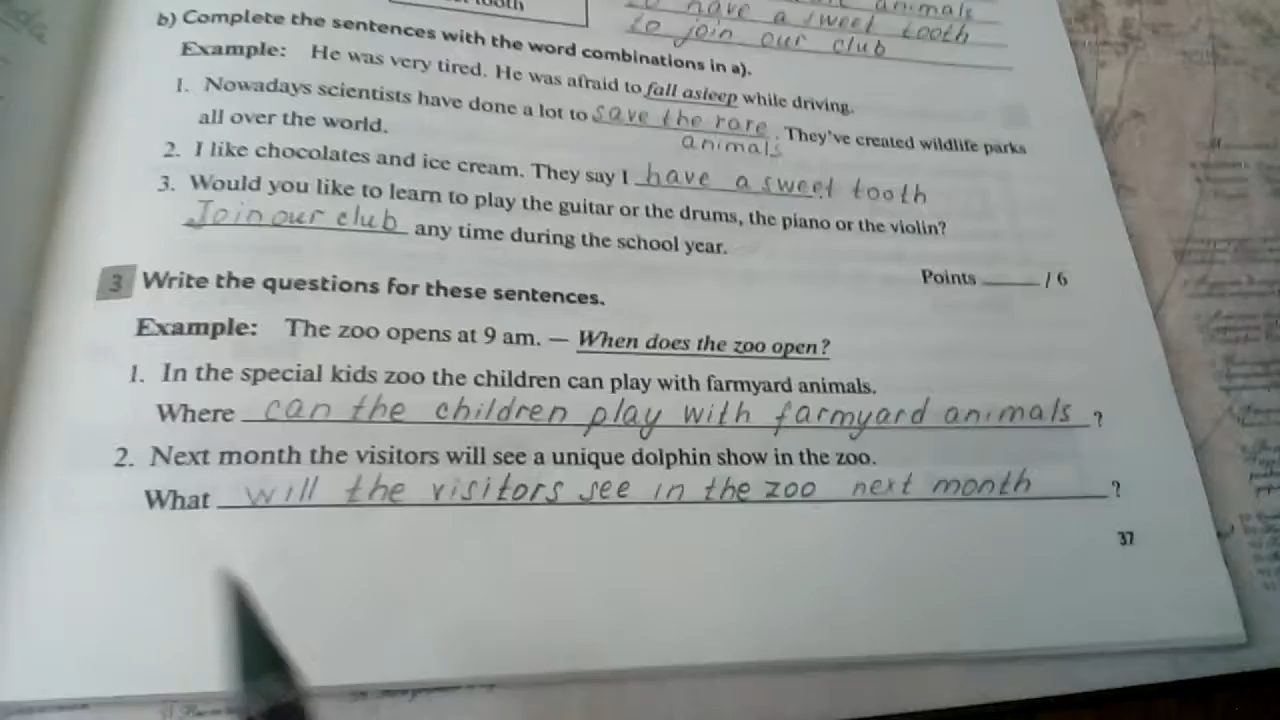 tooth
have a sweet tooth
animals
to join our club
b) Complete the sentences with the word combinations in a).
Example: He was very tired. He was afraid to fall asleep while driving.
1. Nowadays scientists have done a lot to save the rare . They've created wildlife parks
animals
all over the world.
2. I like chocolates and ice cream. They say I have a sweet tooth
3. Would you like to learn to play the guitar or the drums, the piano or the violin?
Join our club any time during the school year.
Points ____ / 6
3 Write the questions for these sentences.
Example: The zoo opens at 9 am. — When does the zoo open?
1. In the special kids zoo the children can play with farmyard animals.
Where can the children play with farmyard animals ?
2. Next month the visitors will see a unique dolphin show in the zoo.
What will the visitors see in the zoo next month ?
37